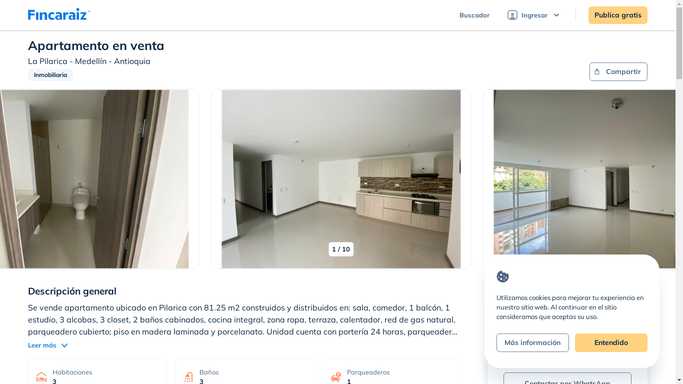 Fincaraiz
Buscador
Ingresar
Publica gratis
Apartamento en venta
La Pilarica - Medellín - Antioquia
Inmobiliaria
Compartir
1 / 10
Descripción general
Se vende apartamento ubicado en Pilarica con 81.25 m2 construidos y distribuidos en: sala, comedor, 1 balcón, 1
estudio, 3 alcobas, 3 closet, 2 baños cabinados, cocina integral, zona ropa, terraza, calentador, red de gas natural,
parqueadero cubierto; piso en madera laminada y porcelanato. Unidad cuenta con portería 24 horas, parqueader...
Leer más
Habitaciones
3
Baños
3
Parqueaderos
1
Utilizamos cookies para mejorar tu experiencia en
nuestro sitio web. Al continuar en el sitio
consideramos que aceptas su uso.
Más información
Entendido
Contactar por WhatsApp